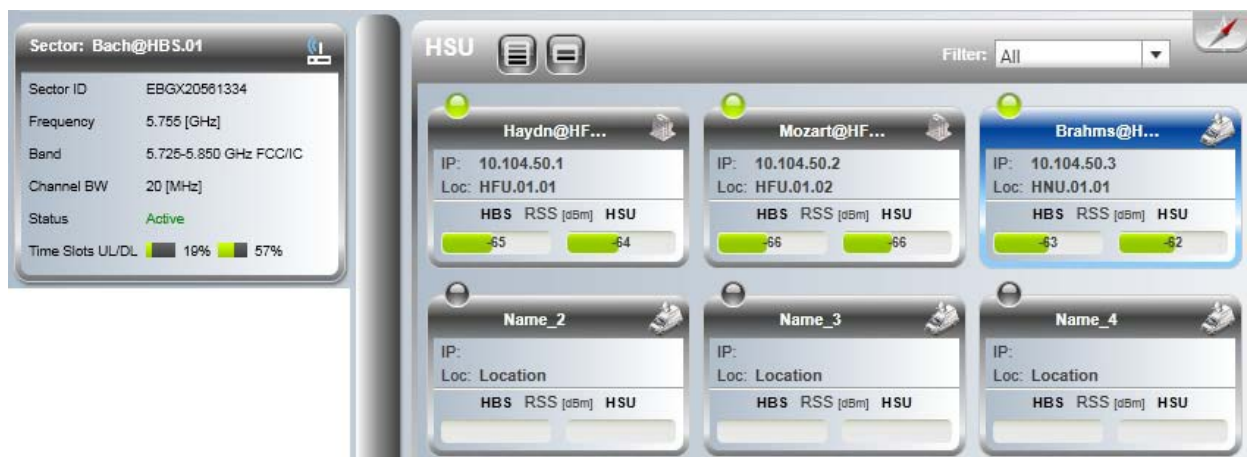 Sector: Bach@HBS.01
Sector ID EBGX20561334
Frequency 5.755 [GHz]
Band 5.725-5.850 GHz FCC/IC
Channel BW 20 [MHz]
Status Active
Time Slots UL/DL 19% 57%
HSU Filter: All
Haydn@HF...
IP: 10.104.50.1
Loc: HFU.01.01
HBS RSS [dBm] HSU
-65 -64
Mozart@HF...
IP: 10.104.50.2
Loc: HFU.01.02
HBS RSS [dBm] HSU
-66 -66
Brahms@H...
IP: 10.104.50.3
Loc: HNU.01.01
HBS RSS [dBm] HSU
-63 -62
Name_2
IP:
Loc: Location
HBS RSS [dBm] HSU
Name_3
IP:
Loc: Location
HBS RSS [dBm] HSU
Name_4
IP:
Loc: Location
HBS RSS [dBm] HSU